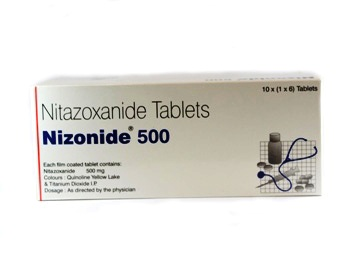 10 x (1 x 6) Tablets
Nitazoxanide Tablets
Nizonide® 500
Each film coated tablet contains:
Nitazoxanide 500 mg
Colours : Quinoline Yellow Lake
& Titanium Dioxide I.P
Dosage : As directed by the physician